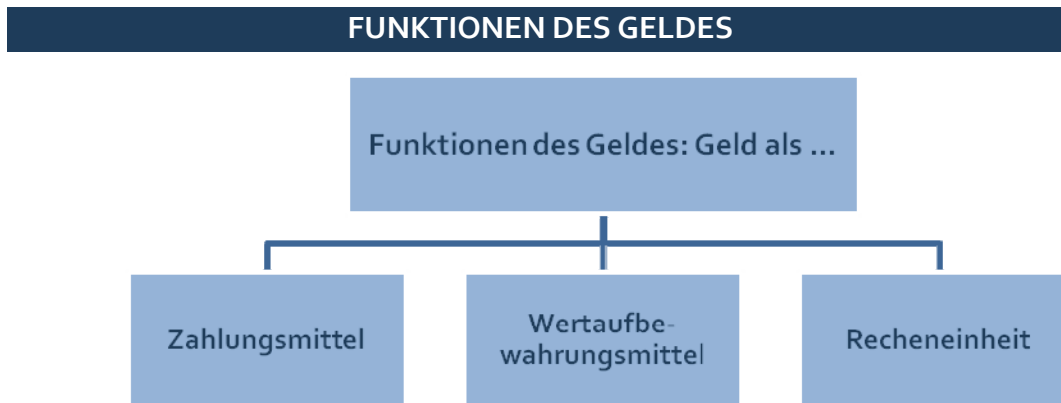 FUNKTIONEN DES GELDES
Funktionen des Geldes: Geld als ...
Zahlungsmittel
Wertaufbe-
wahrungsmittel
Recheneinheit